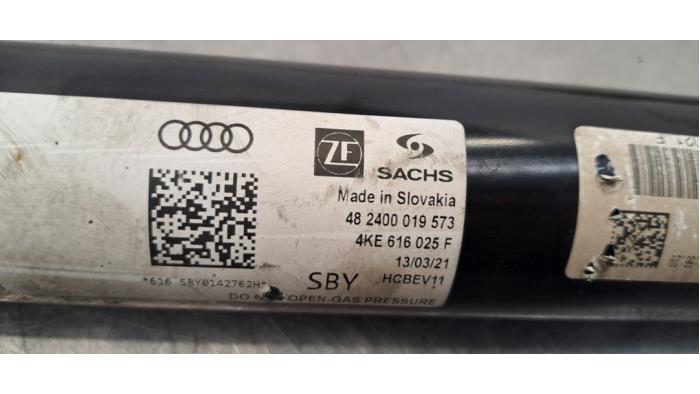 ZF
SACHS
Made in Slovakia
48 2400 019 573
4KE 616 025 F
13/03/21
SBY HCBEV11
*616 SBY0142762H
DO OPEN-GAS PRESSURE